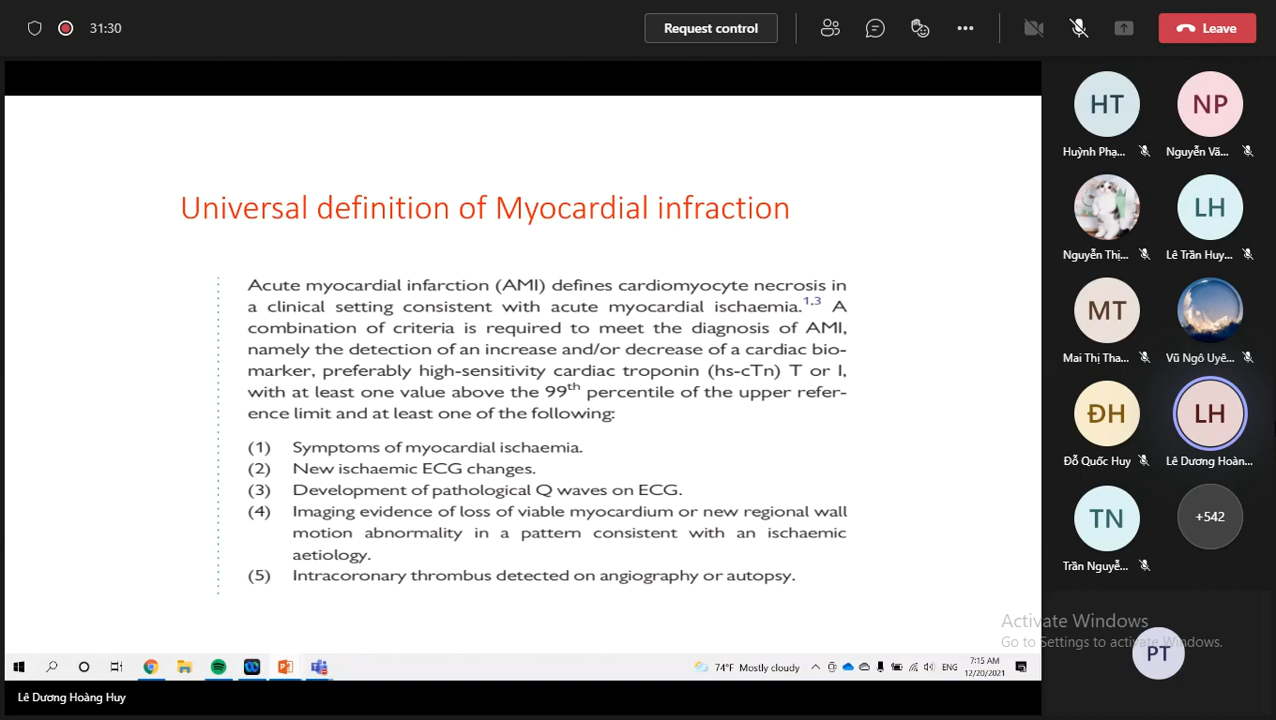 31:30
Request control
Leave
Universal definition of Myocardial infraction
Acute myocardial infarction (AMI) defines cardiomyocyte necrosis in
a clinical setting consistent with acute myocardial ischaemia.1,3 A
combination of criteria is required to meet the diagnosis of AMI,
namely the detection of an increase and/or decrease of a cardiac bio-
marker, preferably high-sensitivity cardiac troponin (hs-cTn) T or I,
with at least one value above the 99th percentile of the upper refer-
ence limit and at least one of the following:
(1) Symptoms of myocardial ischaemia.
(2) New ischaemic ECG changes.
(3) Development of pathological Q waves on ECG.
(4) Imaging evidence of loss of viable myocardium or new regional wall
motion abnormality in a pattern consistent with an ischaemic
aetiology.
(5) Intracoronary thrombus detected on angiography or autopsy.
HT
NP
Huỳnh Phạ...
Nguyễn Vă...
LH
Nguyễn Thị...
Lê Trần Huy...
MT
Mai Thị Tha...
Vũ Ngô Uyê...
ĐH
LH
Đỗ Quốc Huy
Lê Dương Hoàn...
TN
+542
Trần Nguyễ...
Activate Windows
Go to Settings to activate Windows.
PT
74°F Mostly cloudy
ENG
7:15 AM
12/20/2021
Lê Dương Hoàng Huy